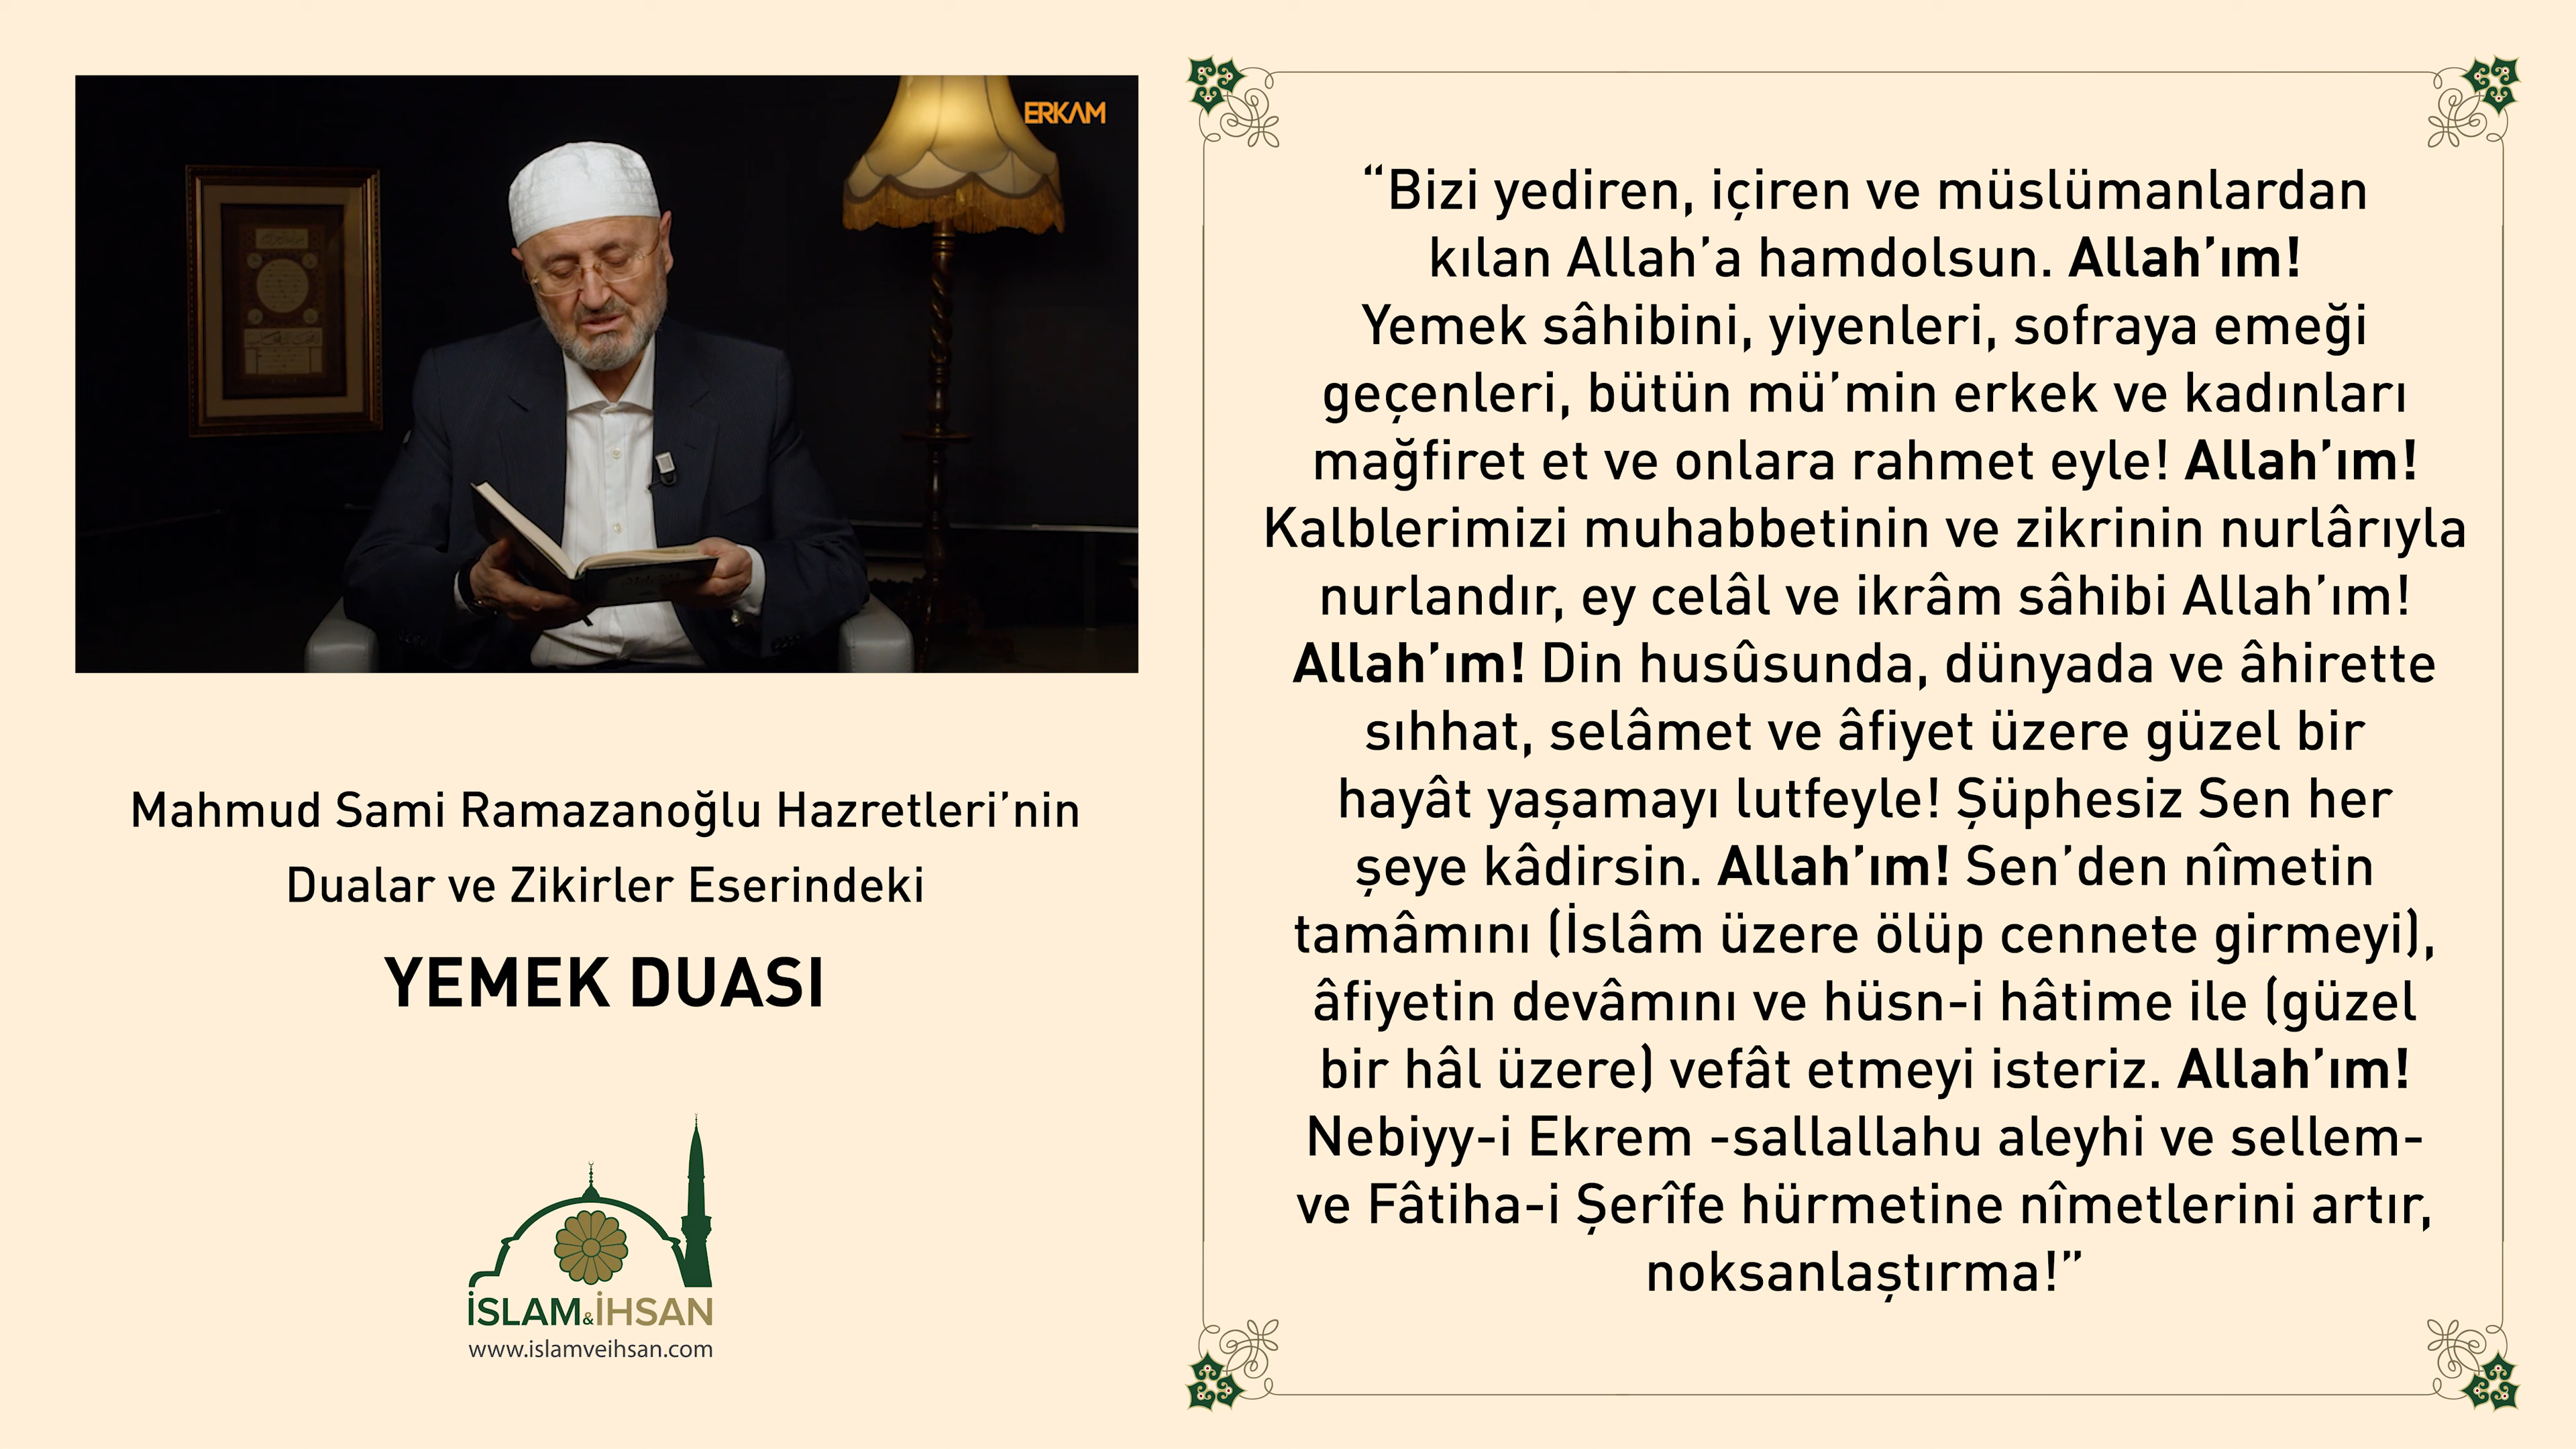 ERKAM
Mahmud Sami Ramazanoğlu Hazretleri’nin
Dualar ve Zikirler Eserindeki
YEMEK DUASI
İSLAM&İHSAN
www.islamveihsan.com
“Bizi yediren, içiren ve müslümanlardan
kılan Allah’a hamdolsun. Allah’ım!
Yemek sâhibini, yiyenleri, sofraya emeği
geçenleri, bütün mü’min erkek ve kadınları
mağfiret et ve onlara rahmet eyle! Allah’ım!
Kalblerimizi muhabbetinin ve zikrinin nurlârıyla
nurlandır, ey celâl ve ikrâm sâhibi Allah’ım!
Allah’ım! Din husûsunda, dünyada ve âhirette
sıhhat, selâmet ve âfiyet üzere güzel bir
hayât yaşamayı lutfeyle! Şüphesiz Sen her
şeye kâdirsin. Allah’ım! Sen’den nîmetin
tamâmını (İslâm üzere ölüp cennete girmeyi),
âfiyetin devâmını ve hüsn-i hâtime ile (güzel
bir hâl üzere) vefât etmeyi isteriz. Allah’ım!
Nebiyy-i Ekrem -sallallahu aleyhi ve sellem-
ve Fâtiha-i Şerîfe hürmetine nîmetlerini artır,
noksanlaştırma!”